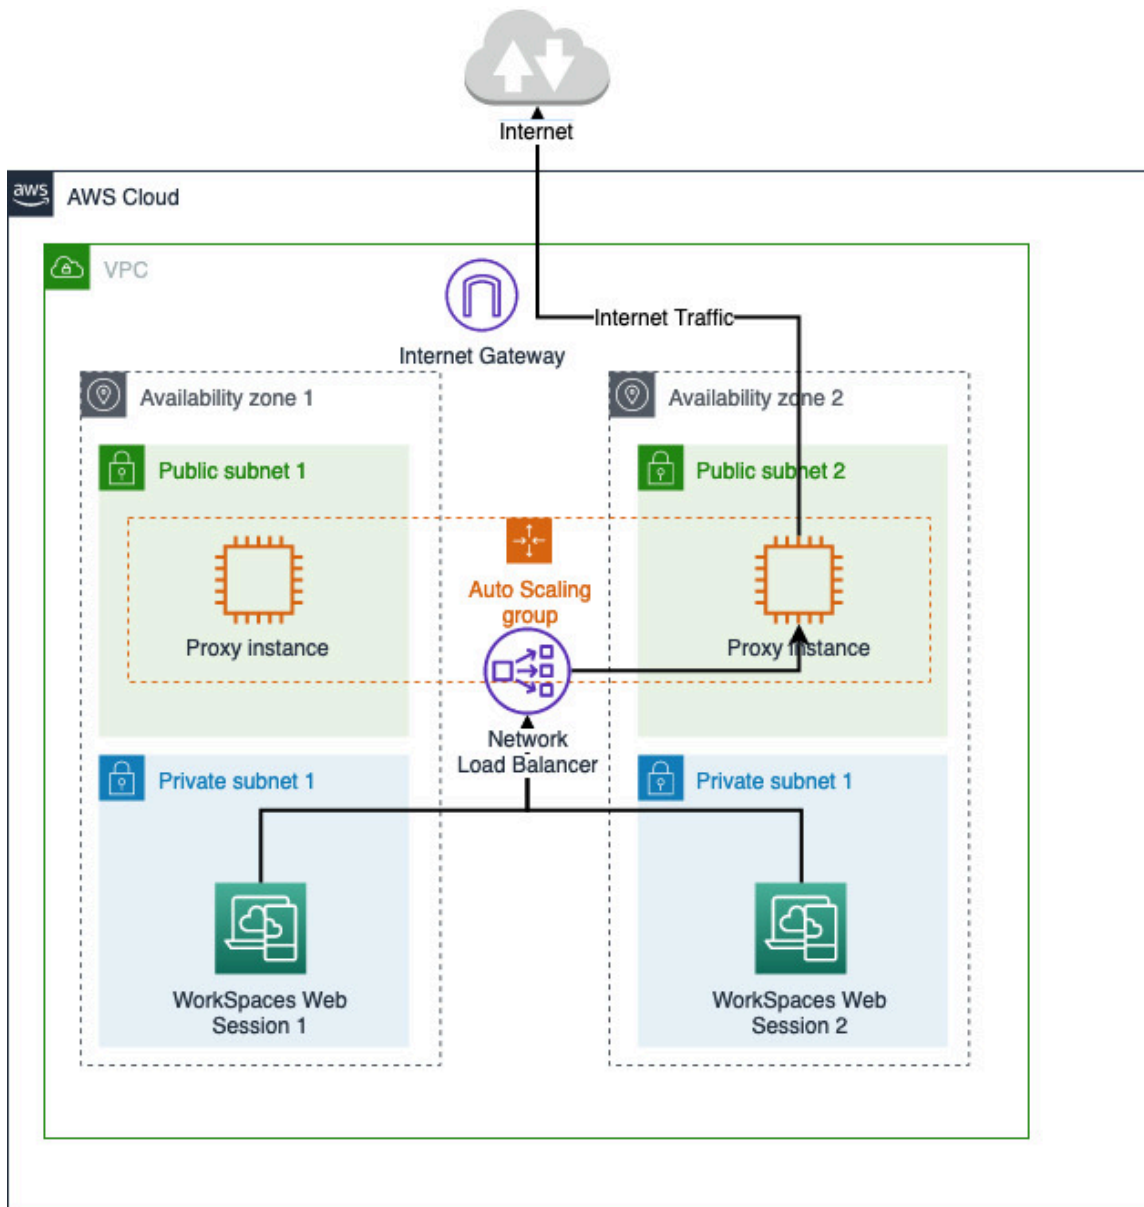 Internet
aws
AWS Cloud
VPC
Internet Traffic
Internet Gateway
Availability zone 1
Availability zone 2
Public subnet 1
Public subnet 2
Auto Scaling
group
Proxy instance
Proxy instance
Network
Load Balancer
Private subnet 1
Private subnet 1
WorkSpaces Web
Session 1
WorkSpaces Web
Session 2